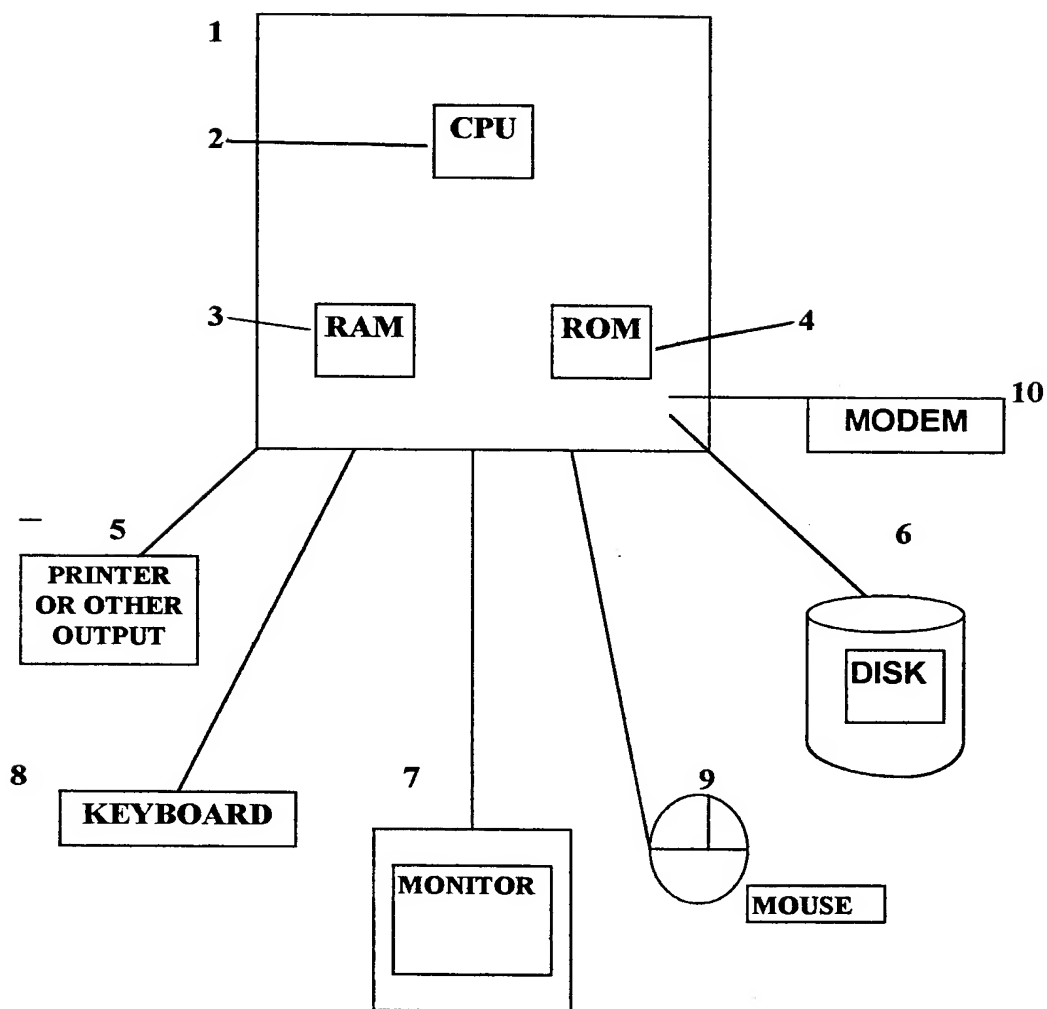 1
2
CPU
3
RAM
ROM
4
10
MODEM
5
6
PRINTER
OR OTHER
OUTPUT
DISK
8
7
9
KEYBOARD
MONITOR
MOUSE